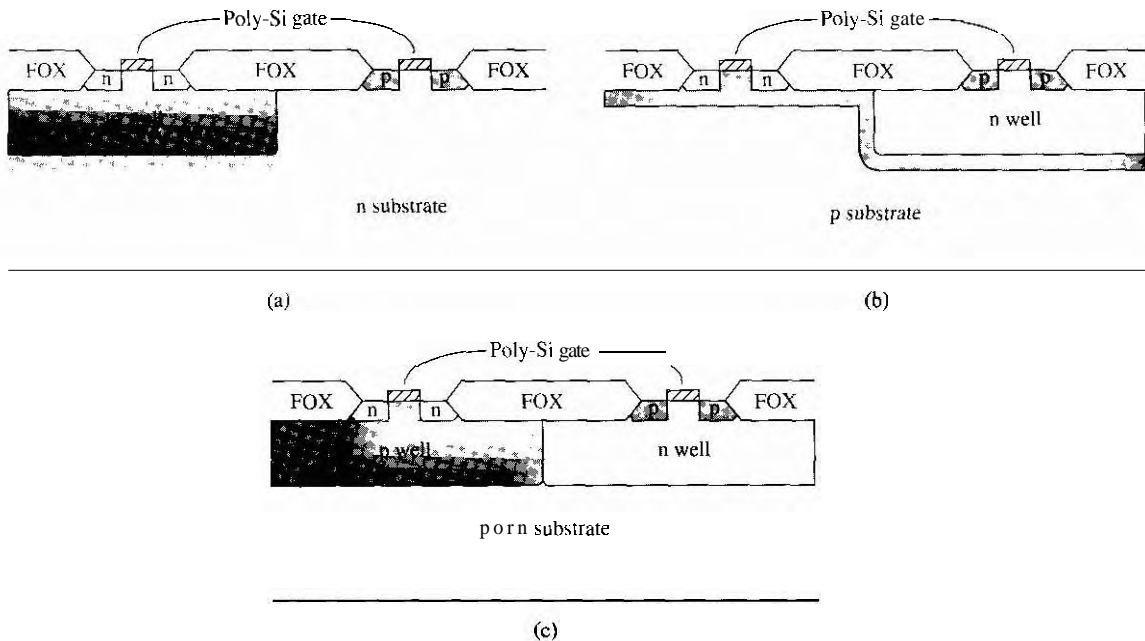 Poly-Si gate
Poly-Si gate
FOX n n FOX p p FOX
FOX n n FOX p p FOX
n well
n substrate
p substrate
(a)
(b)
Poly-Si gate
FOX n n FOX p p FOX
p well
n well
p o r n substrate
(c)